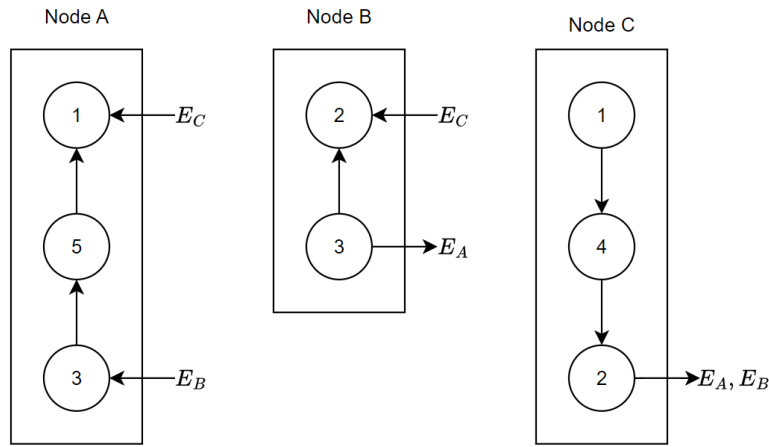 Node A
Node B
Node C
1
E_C
5
3
E_B
2
E_C
3
E_A
1
4
2
E_A, E_B